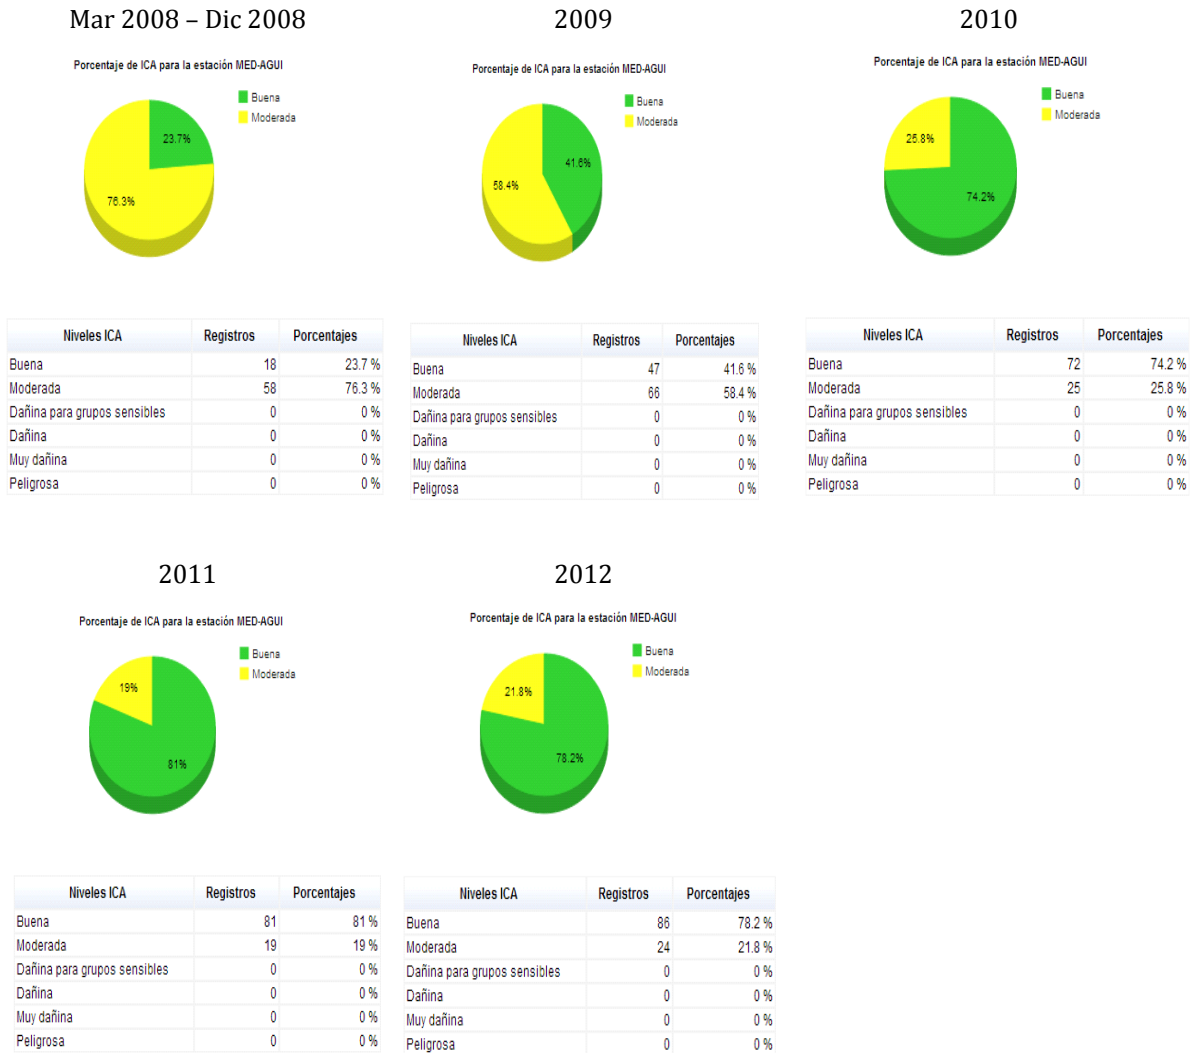 Mar 2008 – Dic 2008
Porcentaje de ICA para la estación MED-AGUI
Buena
Moderada
23.7%
76.3%
Niveles ICA Registros Porcentajes
Buena 18 23.7 %
Moderada 58 76.3 %
Dañina para grupos sensibles 0 0 %
Dañina 0 0 %
Muy dañina 0 0 %
Peligrosa 0 0 %
2009
Porcentaje de ICA para la estación MED-AGUI
Buena
Moderada
41.6%
58.4%
Niveles ICA Registros Porcentajes
Buena 47 41.6 %
Moderada 66 58.4 %
Dañina para grupos sensibles 0 0 %
Dañina 0 0 %
Muy dañina 0 0 %
Peligrosa 0 0 %
2010
Porcentaje de ICA para la estación MED-AGUI
Buena
Moderada
25.8%
74.2%
Niveles ICA Registros Porcentajes
Buena 72 74.2 %
Moderada 25 25.8 %
Dañina para grupos sensibles 0 0 %
Dañina 0 0 %
Muy dañina 0 0 %
Peligrosa 0 0 %
2011
Porcentaje de ICA para la estación MED-AGUI
Buena
Moderada
19%
81%
Niveles ICA Registros Porcentajes
Buena 81 81 %
Moderada 19 19 %
Dañina para grupos sensibles 0 0 %
Dañina 0 0 %
Muy dañina 0 0 %
Peligrosa 0 0 %
2012
Porcentaje de ICA para la estación MED-AGUI
Buena
Moderada
21.8%
78.2%
Niveles ICA Registros Porcentajes
Buena 86 78.2 %
Moderada 24 21.8 %
Dañina para grupos sensibles 0 0 %
Dañina 0 0 %
Muy dañina 0 0 %
Peligrosa 0 0 %